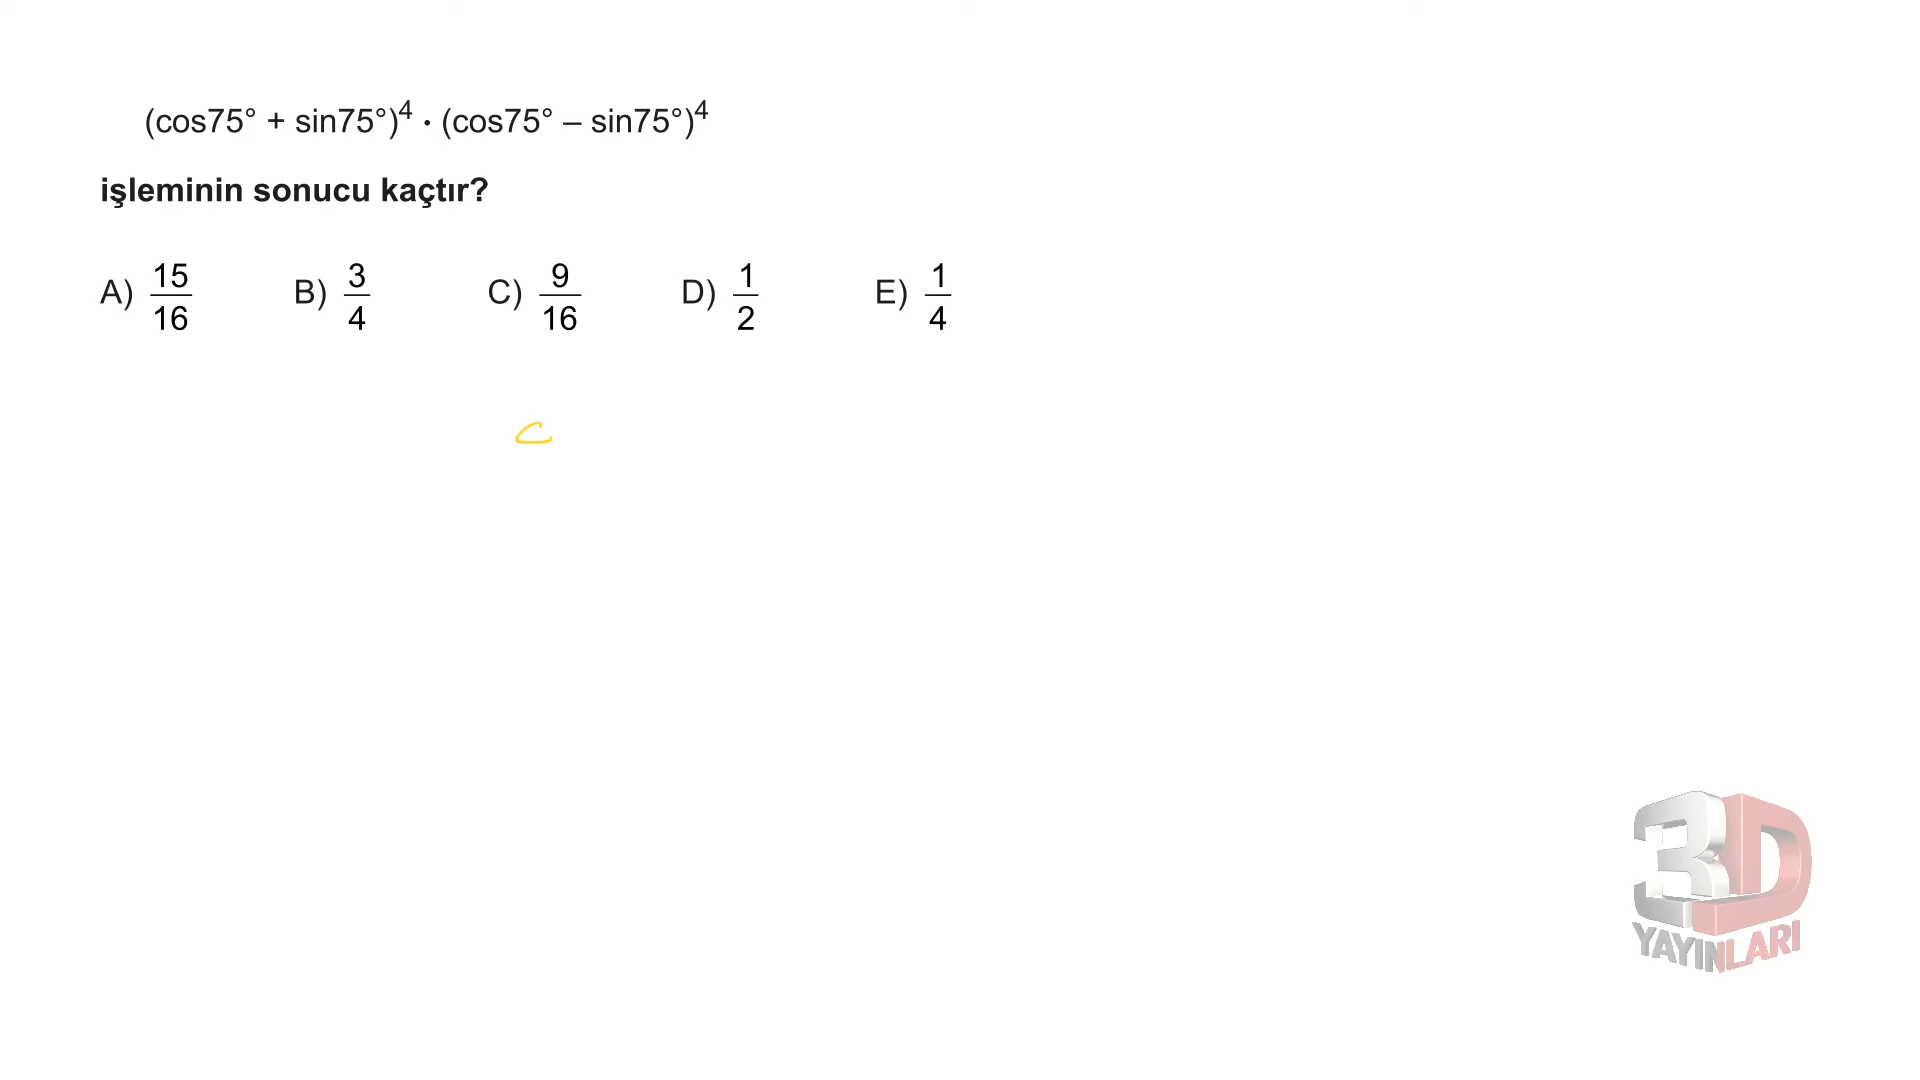 (cos75° + sin75°)⁴ · (cos75° – sin75°)⁴
işleminin sonucu kaçtır?
A) 15/16 B) 3/4 C) 9/16 D) 1/2 E) 1/4
C
3D
YAYINLARI